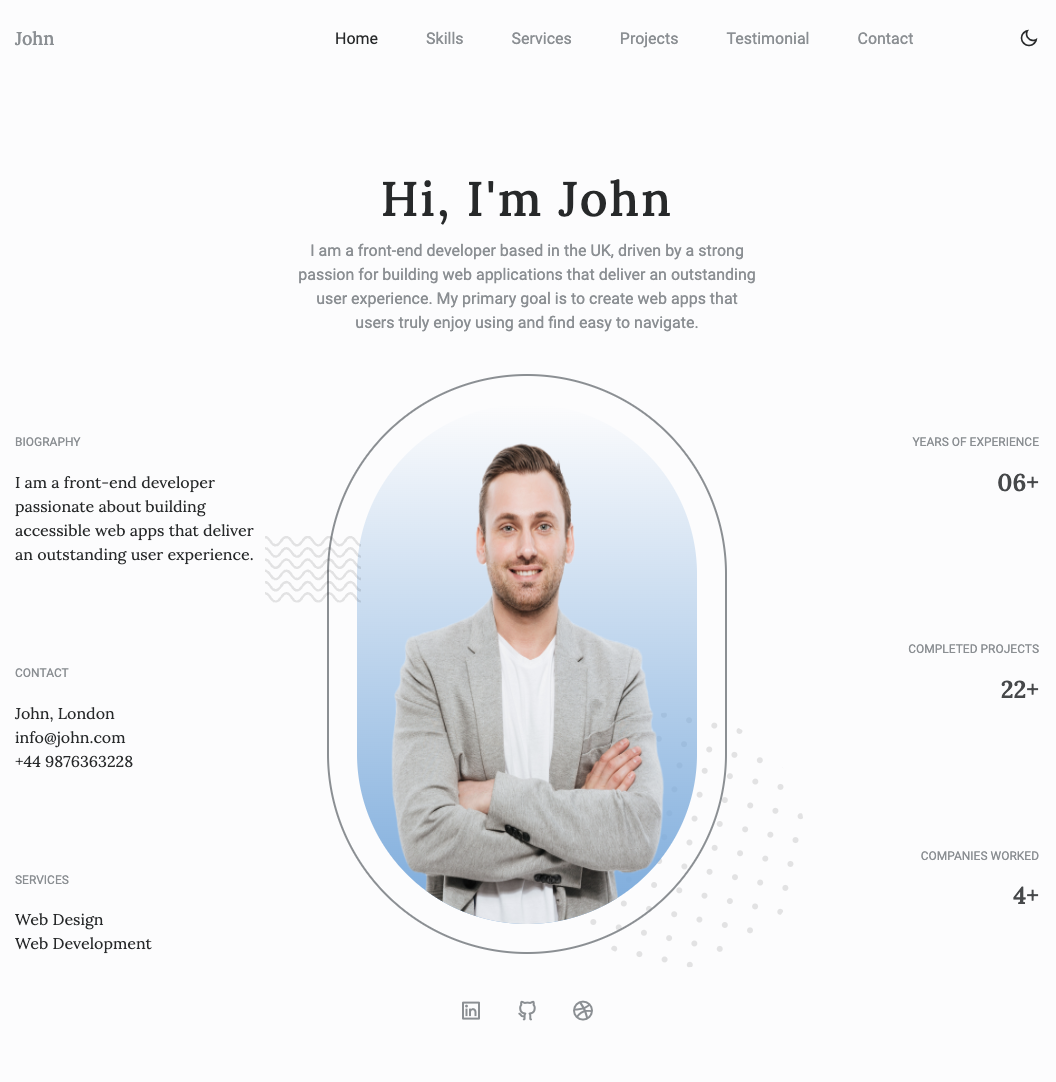 John
Home
Skills
Services
Projects
Testimonial
Contact
Hi, I'm John
I am a front-end developer based in the UK, driven by a strong
passion for building web applications that deliver an outstanding
user experience. My primary goal is to create web apps that
users truly enjoy using and find easy to navigate.
BIOGRAPHY
I am a front-end developer
passionate about building
accessible web apps that deliver
an outstanding user experience.
CONTACT
John, London
info@john.com
+44 9876363228
SERVICES
Web Design
Web Development
YEARS OF EXPERIENCE
06+
COMPLETED PROJECTS
22+
COMPANIES WORKED
4+
in